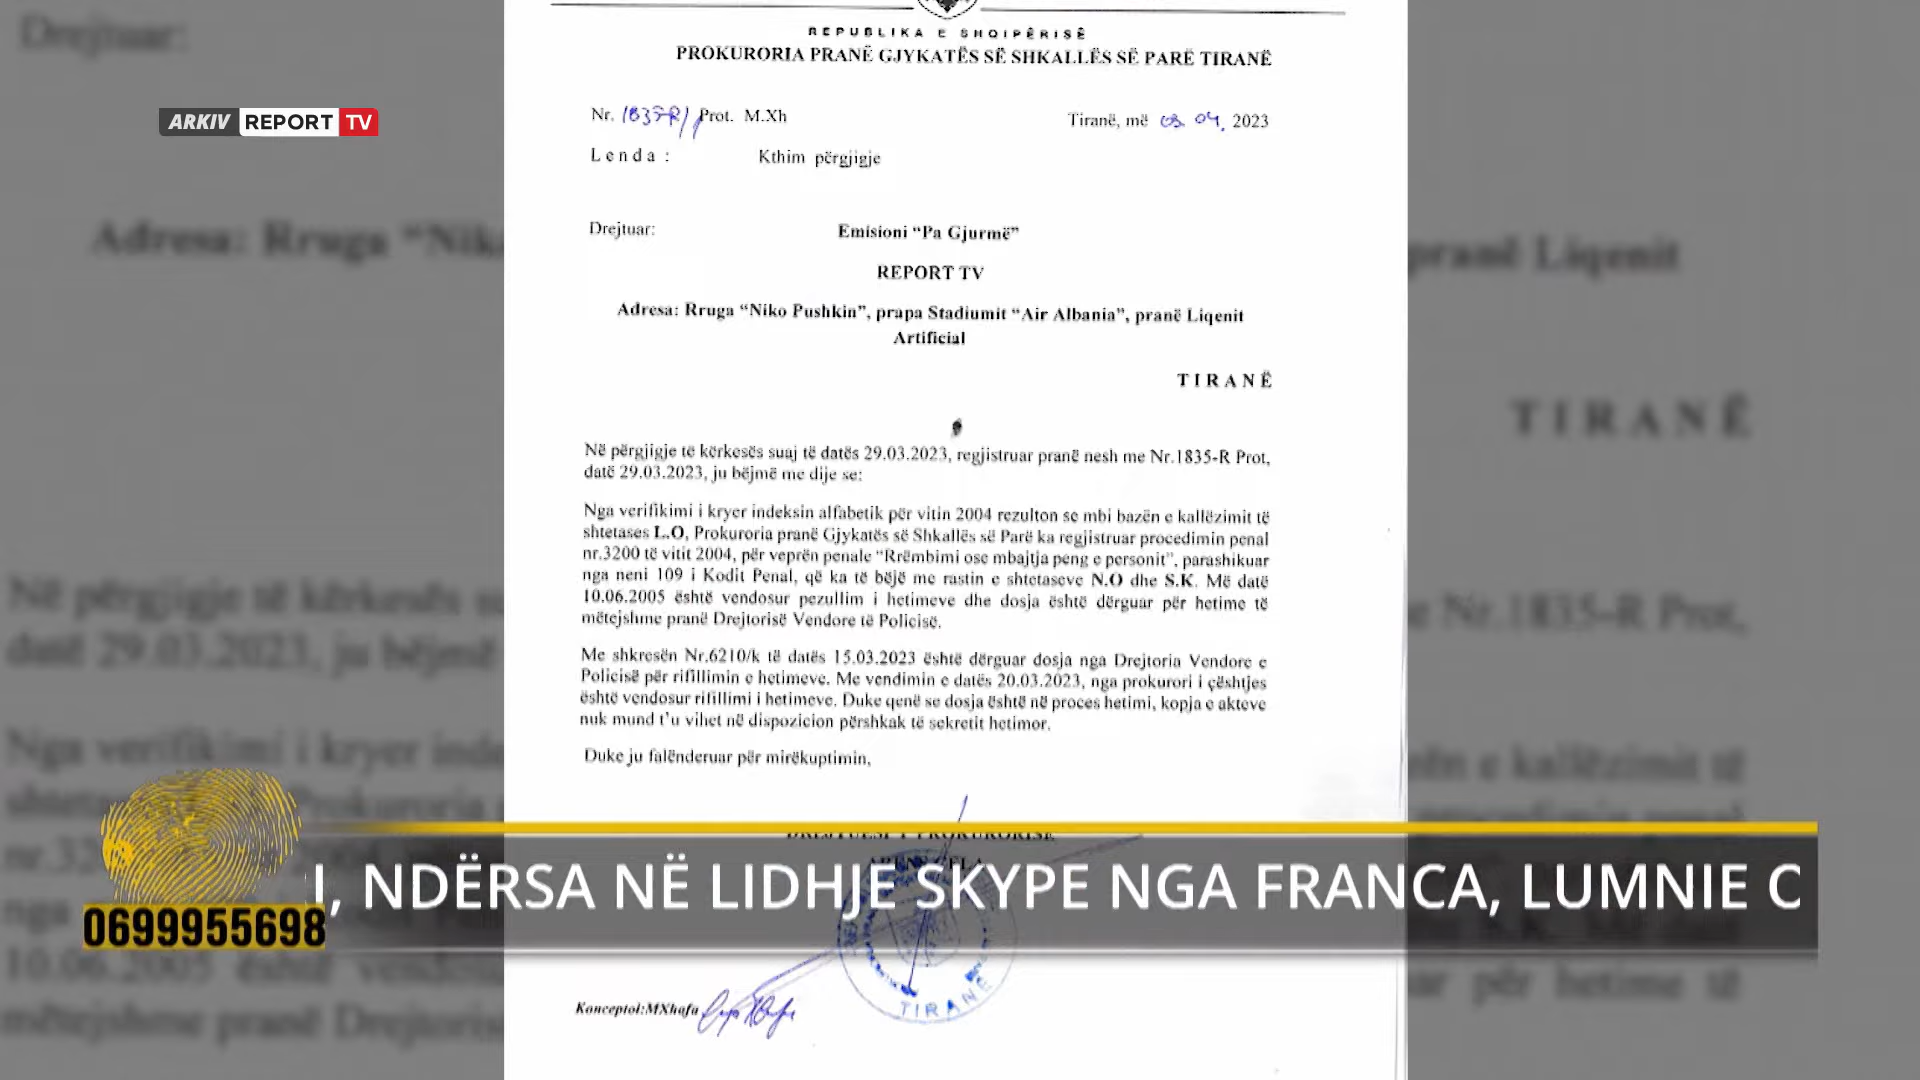 REPUBLIKA E SHQIPËRISË
PROKURORIA PRANË GJYKATËS SË SHKALLËS SË PARË TIRANË
ARKIV REPORT TV
Nr. 1835-R/ Prot. M.Xh
Tiranë, më 03 04. 2023
Lenda : Kthim përgjigje
Drejtuar: Emisioni “Pa Gjurmë”
REPORT TV
Adresa: Rruga “Niko Pushkin”, prapa Stadiumit “Air Albania”, pranë Liqenit
Artificial
TIRANË
Në përgjigje të kërkesës suaj të datës 29.03.2023, regjistruar pranë nesh me Nr.1835-R Prot,
datë 29.03.2023, ju bëjmë me dije se:
Nga verifikimi i kryer indeksin alfabetik për vitin 2004 rezulton se mbi bazën e kallëzimit të
shtetases L.O, Prokuroria pranë Gjykatës së Shkallës së Parë ka regjistruar procedimin penal
nr.3200 të vitit 2004, për veprën penale “Rrëmbimi ose mbajtja peng e personit”, parashikuar
nga neni 109 i Kodit Penal, që ka të bëjë me rastin e shtetaseve N.O dhe S.K. Më datë
10.06.2005 është vendosur pezullim i hetimeve dhe dosja është dërguar për hetime të
mëtejshme pranë Drejtorisë Vendore të Policisë.
Me shkresën Nr.6210/k të datës 15.03.2023 është dërguar dosja nga Drejtoria Vendore e
Policisë për rifillimin e hetimeve. Me vendimin e datës 20.03.2023, nga prokurori i çështjes
është vendosur rifillimi i hetimeve. Duke qenë se dosja është në proces hetimi, kopja e akteve
nuk mund t’u vihet në dispozicion përshkak të sekretit hetimor.
Duke ju falënderuar për mirëkuptimin,
I, NDËRSA NË LIDHJE SKYPE NGA FRANCA, LUMNIE
0699955698
Konceptoi:MXhafa
TIRANË